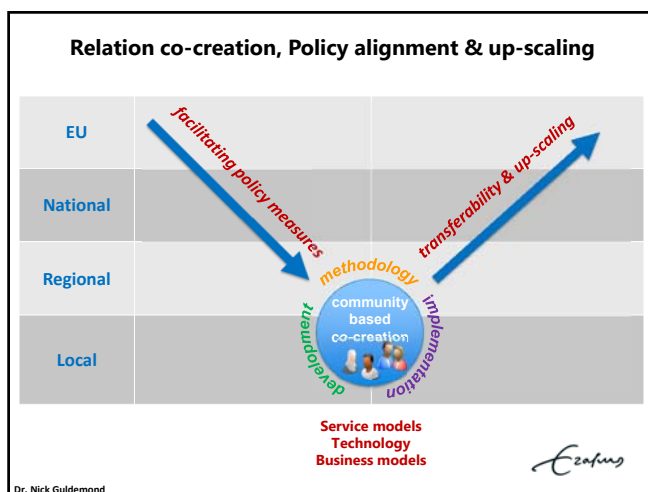 Relation co-creation, Policy alignment & up-scaling
EU
National
Regional
Local
facilitating policy measures
transferability & up-scaling
methodology
development
implementation
community
based
co-creation
Service models
Technology
Business models
Erasmus
Dr. Nick Guldemond